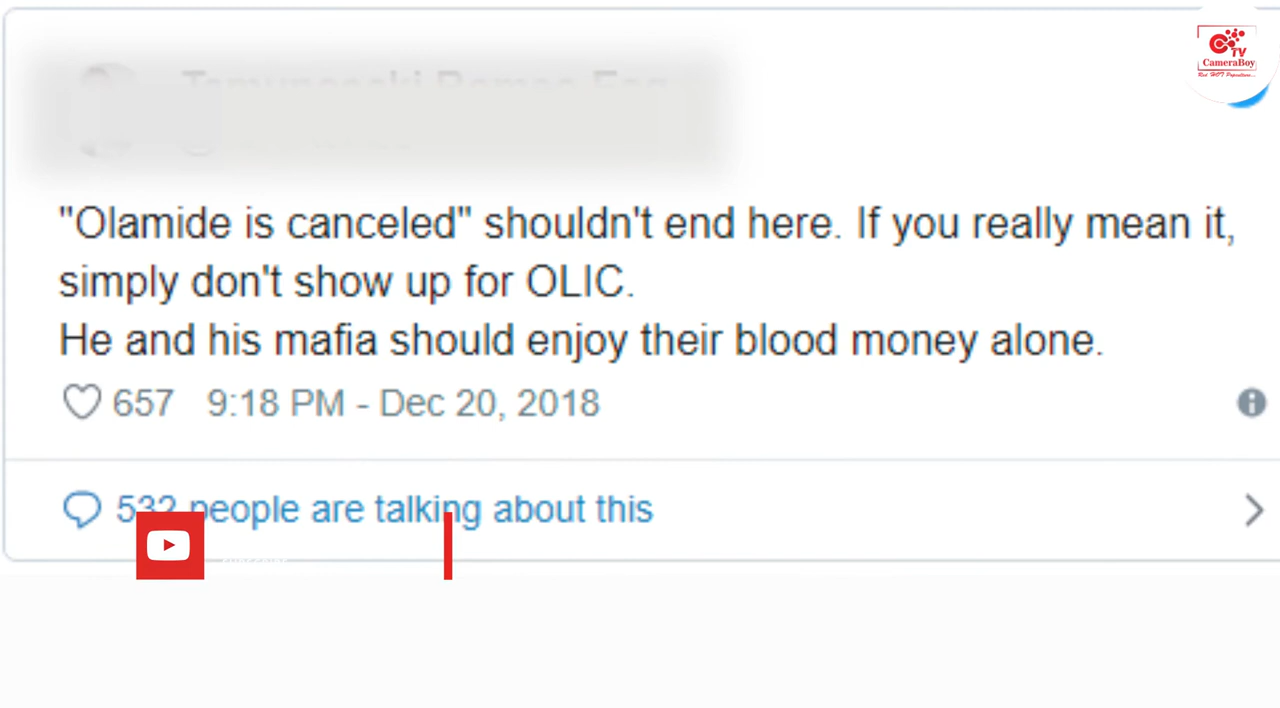 TV
CameraBoy
"Olamide is canceled" shouldn't end here. If you really mean it,
simply don't show up for OLIC.
He and his mafia should enjoy their blood money alone.
657 9:18 PM - Dec 20, 2018
532 people are talking about this